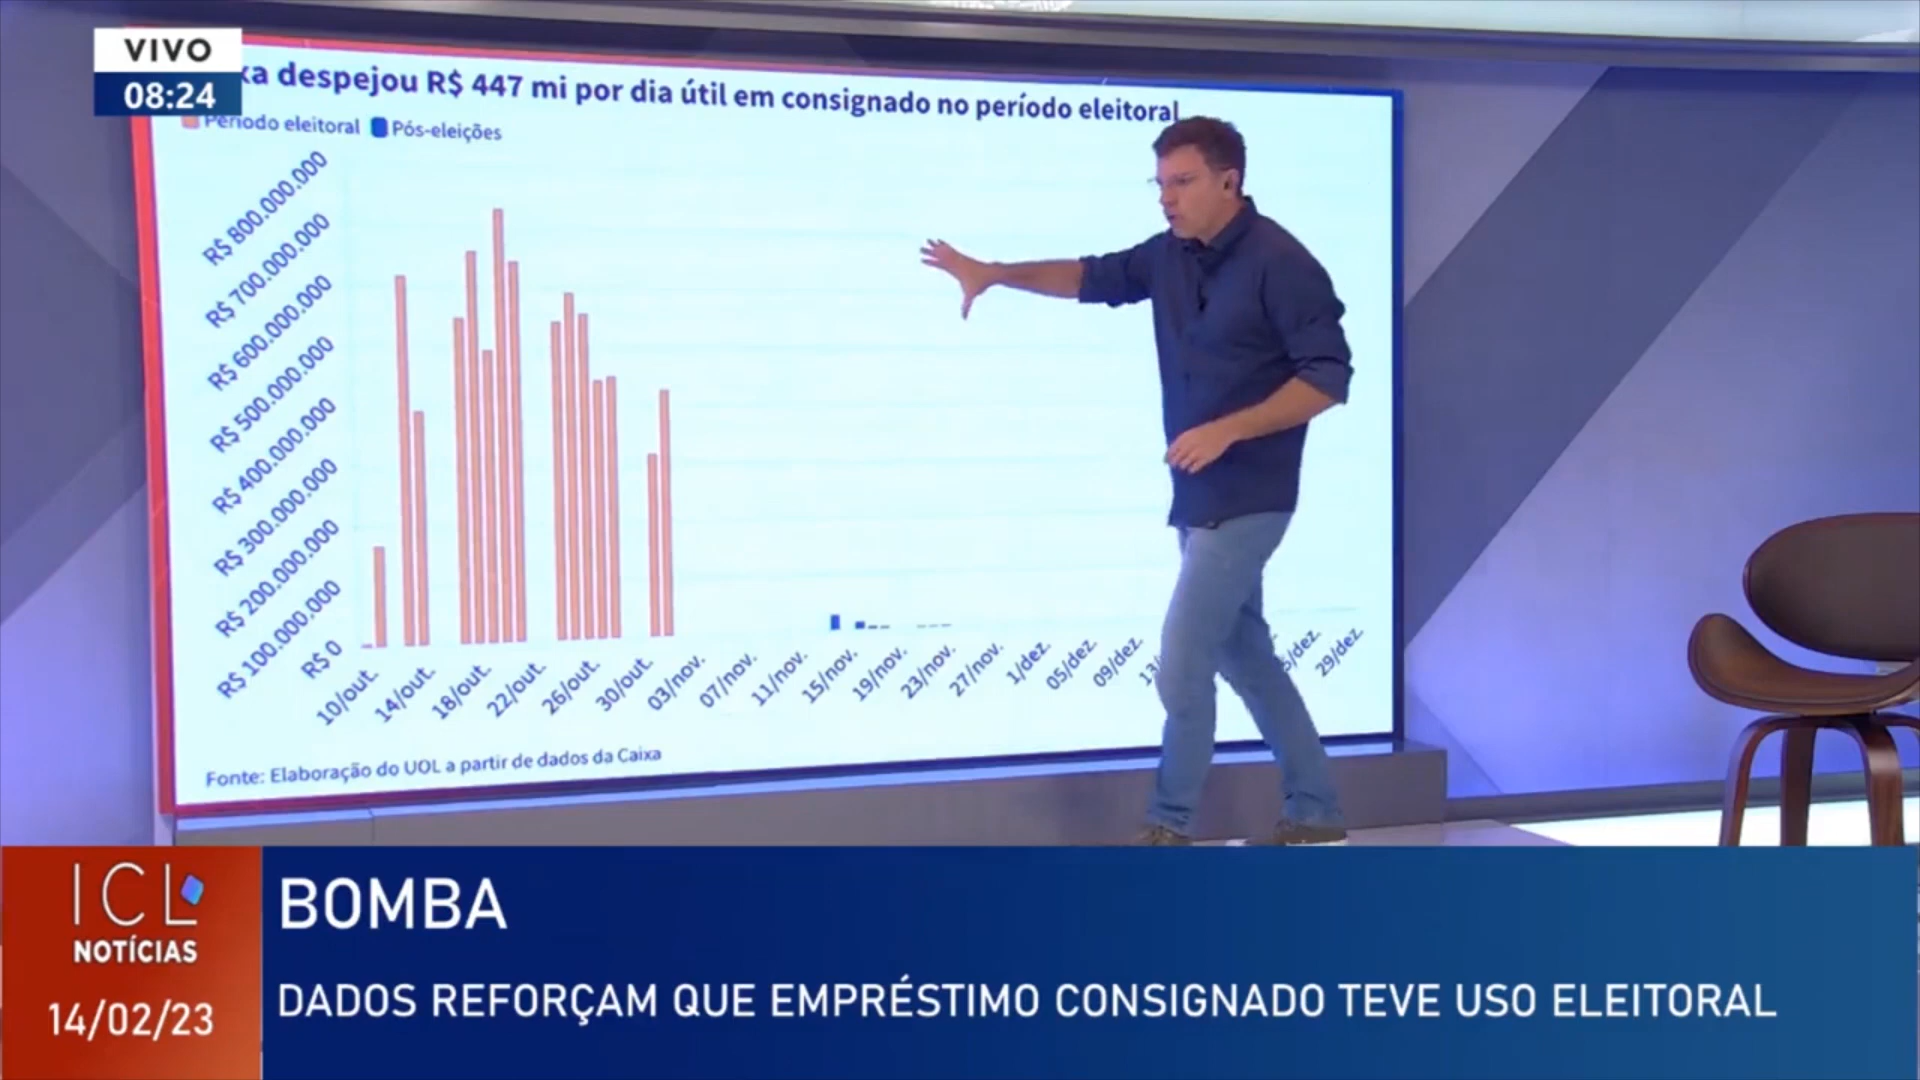 VIVO
08:24
despejou R$ 447 mi por dia útil em consignado no período eleitoral
Período eleitoral
Pós-eleições
R$ 800.000.000
R$ 700.000.000
R$ 600.000.000
R$ 500.000.000
R$ 400.000.000
R$ 300.000.000
R$ 200.000.000
R$ 100.000.000
R$ 0
10/out.
14/out.
18/out.
22/out.
26/out.
30/out.
03/nov.
07/nov.
11/nov.
15/nov.
19/nov.
23/nov.
27/nov.
1/dez.
05/dez
09/dez.
29/dez
Fonte: Elaboração do UOL a partir de dados da Caixa
ICL
NOTÍCIAS
14/02/23
BOMBA
DADOS REFORÇAM QUE EMPRÉSTIMO CONSIGNADO TEVE USO ELEITORAL